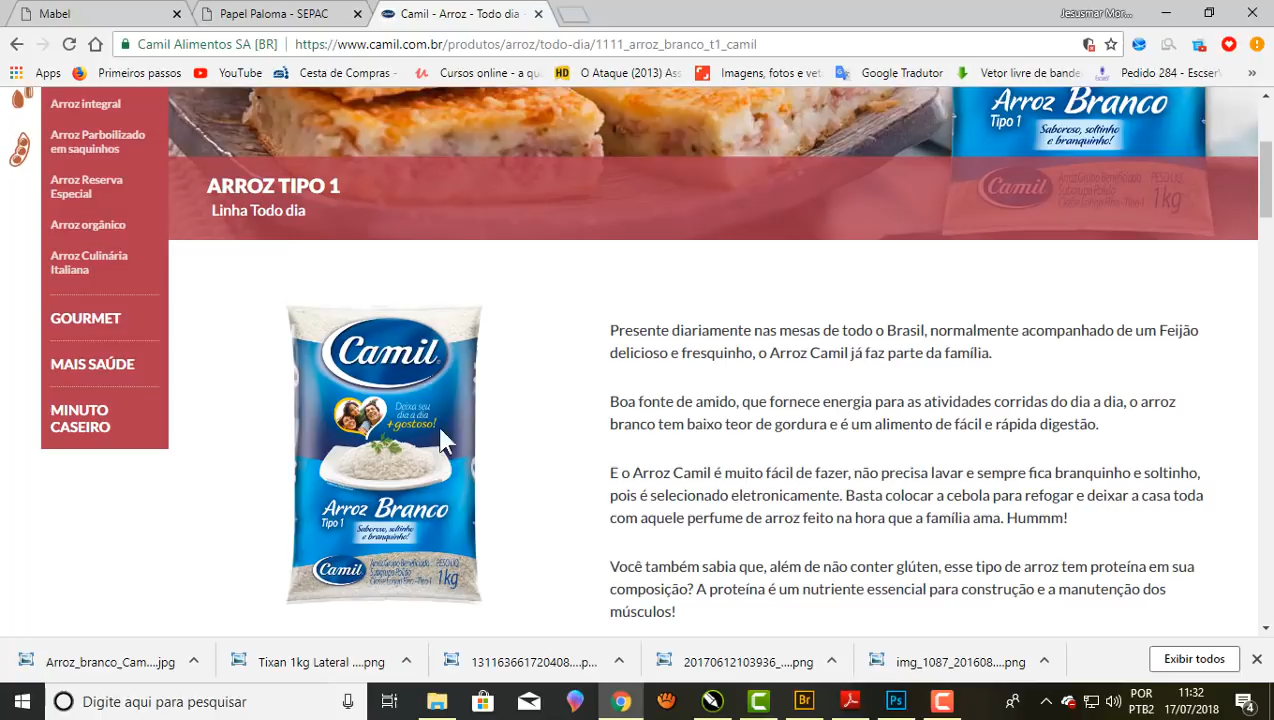 Mabel
Papel Paloma - SEPAC
Camil - Arroz - Todo dia
Jesusmar Mor...
Camil Alimentos SA [BR]
https://www.camil.com.br/produtos/arroz/todo-dia/1111_arroz_branco_t1_camil
Apps
Primeiros passos
YouTube
Cesta de Compras -
Cursos online - a qu
HD
O Ataque (2013) Ass
Imagens, fotos e vet
Google Tradutor
Vetor livre de bander
Pedido 284 - Escser
»
Arroz integral
Arroz Parboilizado
em saquinhos
Arroz Reserva
Especial
Arroz orgânico
Arroz Culinária
Italiana
GOURMET
MAIS SAÚDE
MINUTO
CASEIRO
Arroz Branco
Tipo 1
Saboroso, soltinho
e branquinho!
Camil
1kg
ARROZ TIPO 1
Linha Todo dia
Camil
Deixa seu
dia a dia
+gostoso!
Arroz Branco
Tipo 1
Saboroso, soltinho
e branquinho!
Camil
1kg
Presente diariamente nas mesas de todo o Brasil, normalmente acompanhado de um Feijão
delicioso e fresquinho, o Arroz Camil já faz parte da família.
Boa fonte de amido, que fornece energia para as atividades corridas do dia a dia, o arroz
branco tem baixo teor de gordura e é um alimento de fácil e rápida digestão.
E o Arroz Camil é muito fácil de fazer, não precisa lavar e sempre fica branquinho e soltinho,
pois é selecionado eletronicamente. Basta colocar a cebola para refogar e deixar a casa toda
com aquele perfume de arroz feito na hora que a família ama. Hummm!
Você também sabia que, além de não conter glúten, esse tipo de arroz tem proteína em sua
composição? A proteína é um nutriente essencial para construção e a manutenção dos
músculos!
Arroz_branco_Cam....jpg
Tixan 1kg Lateral ....png
131163661720408....p...
20170612103936_....png
img_1087_201608....png
Exibir todos
Digite aqui para pesquisar
Br
Ps
POR
PTB2
11:32
17/07/2018
4